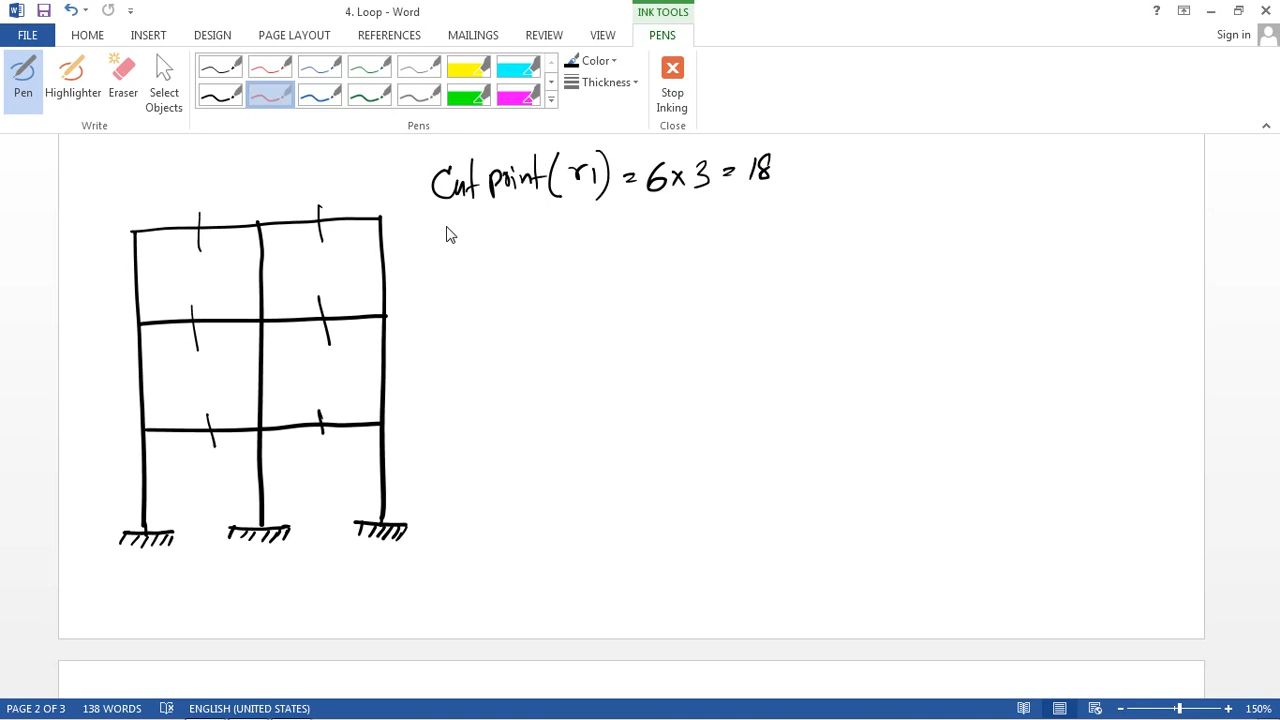 4. Loop - Word
INK TOOLS
?
FILE HOME INSERT DESIGN PAGE LAYOUT REFERENCES MAILINGS REVIEW VIEW PENS
Sign in
Pen Highlighter Eraser Select Objects
Color
Thickness
Stop Inking
Write Pens Close
Cut point (r1) = 6 x 3 = 18
PAGE 2 OF 3 138 WORDS ENGLISH (UNITED STATES) 150%